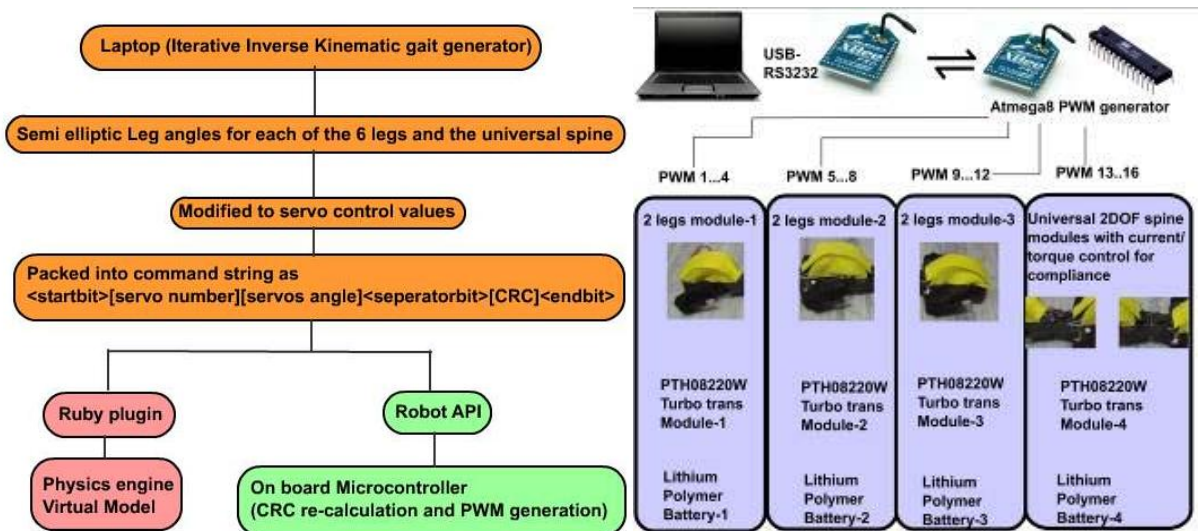 Laptop (Iterative Inverse Kinematic gait generator)
Semi elliptic Leg angles for each of the 6 legs and the universal spine
Modified to servo control values
Packed into command string as
<startbit>[servo number][servos angle]<seperatorbit>[CRC]<endbit>
Ruby plugin
Robot API
Physics engine
Virtual Model
On board Microcontroller
(CRC re-calculation and PWM generation)
USB-
RS3232
XBee
XBee
Atmega8 PWM generator
PWM 1...4
PWM 5...8
PWM 9...12
PWM 13..16
2 legs module-1
2 legs module-2
2 legs module-3
Universal 2DOF spine
modules with current/
torque control for
compliance
PTH08220W
Turbo trans
Module-1
PTH08220W
Turbo trans
Module-2
PTH08220W
Turbo trans
Module-3
PTH08220W
Turbo trans
Module-4
Lithium
Polymer
Battery-1
Lithium
Polymer
Battery-2
Lithium
Polymer
Battery-3
Lithium
Polymer
Battery-4